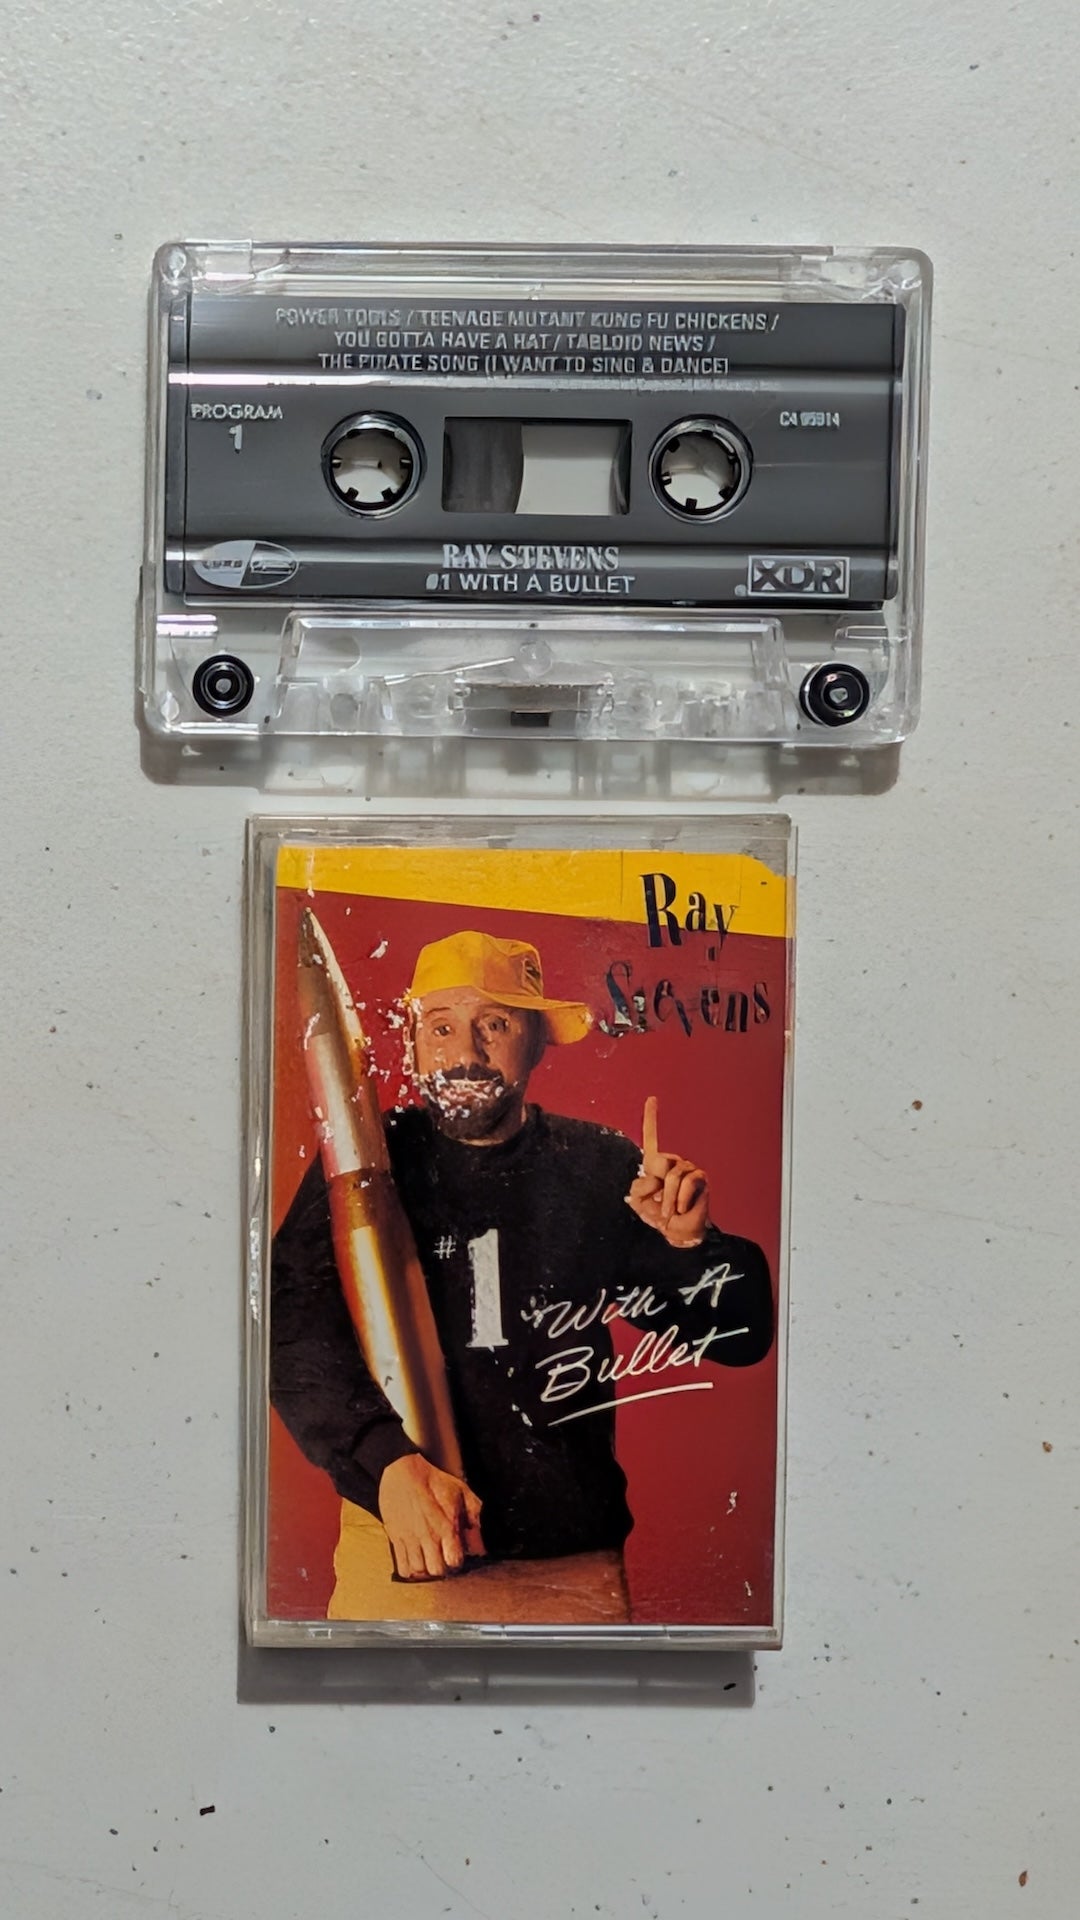 POWER TOOLS / TEENAGE MUTANT KUNG FU CHICKENS /
YOU GOTTA HAVE A HAT / TABLOID NEWS /
THE PIRATE SONG (I WANT TO SING & DANCE)
PROGRAM
1
RAY STEVENS
#1 WITH A BULLET
XDR
Ray
Stevens
#1 With A
Bullet